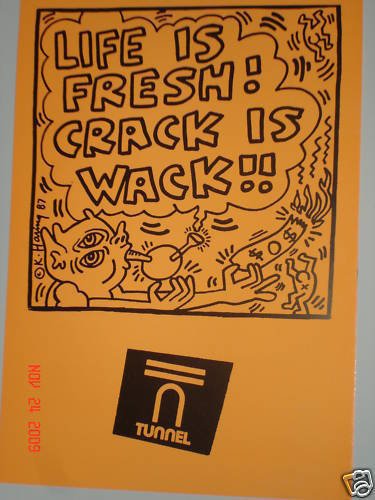 LIFE IS
FRESH!
CRACK IS
WACK!!
© K. Haring 87
$
$
TUNNEL
NOV 24 2009